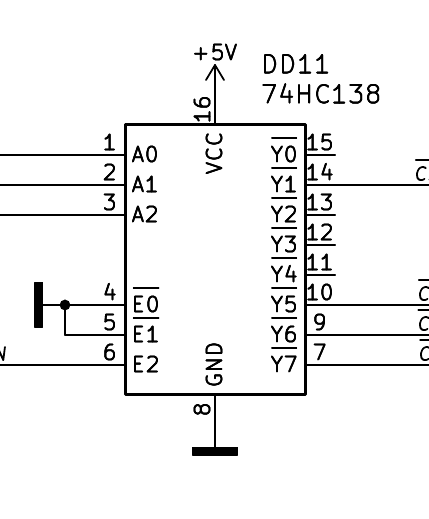 +5V
DD11
74HC138
16
VCC
1 A0
2 A1
3 A2
4 E0
5 E1
6 E2
Y0 15
Y1 14
Y2 13
Y3 12
Y4 11
Y5 10
Y6 9
Y7 7
C
C
C
C
GND
8